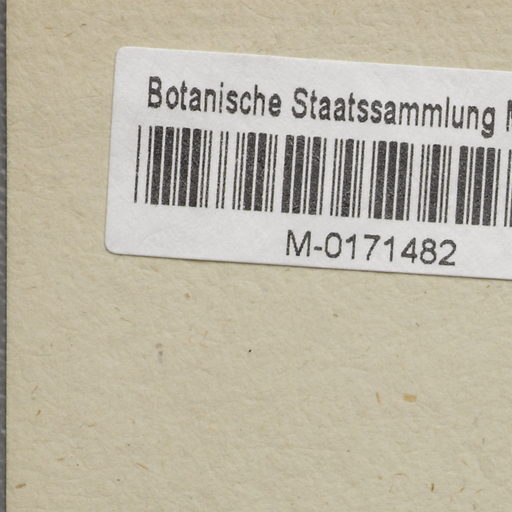 Botanische Staatssammlung
M-0171482